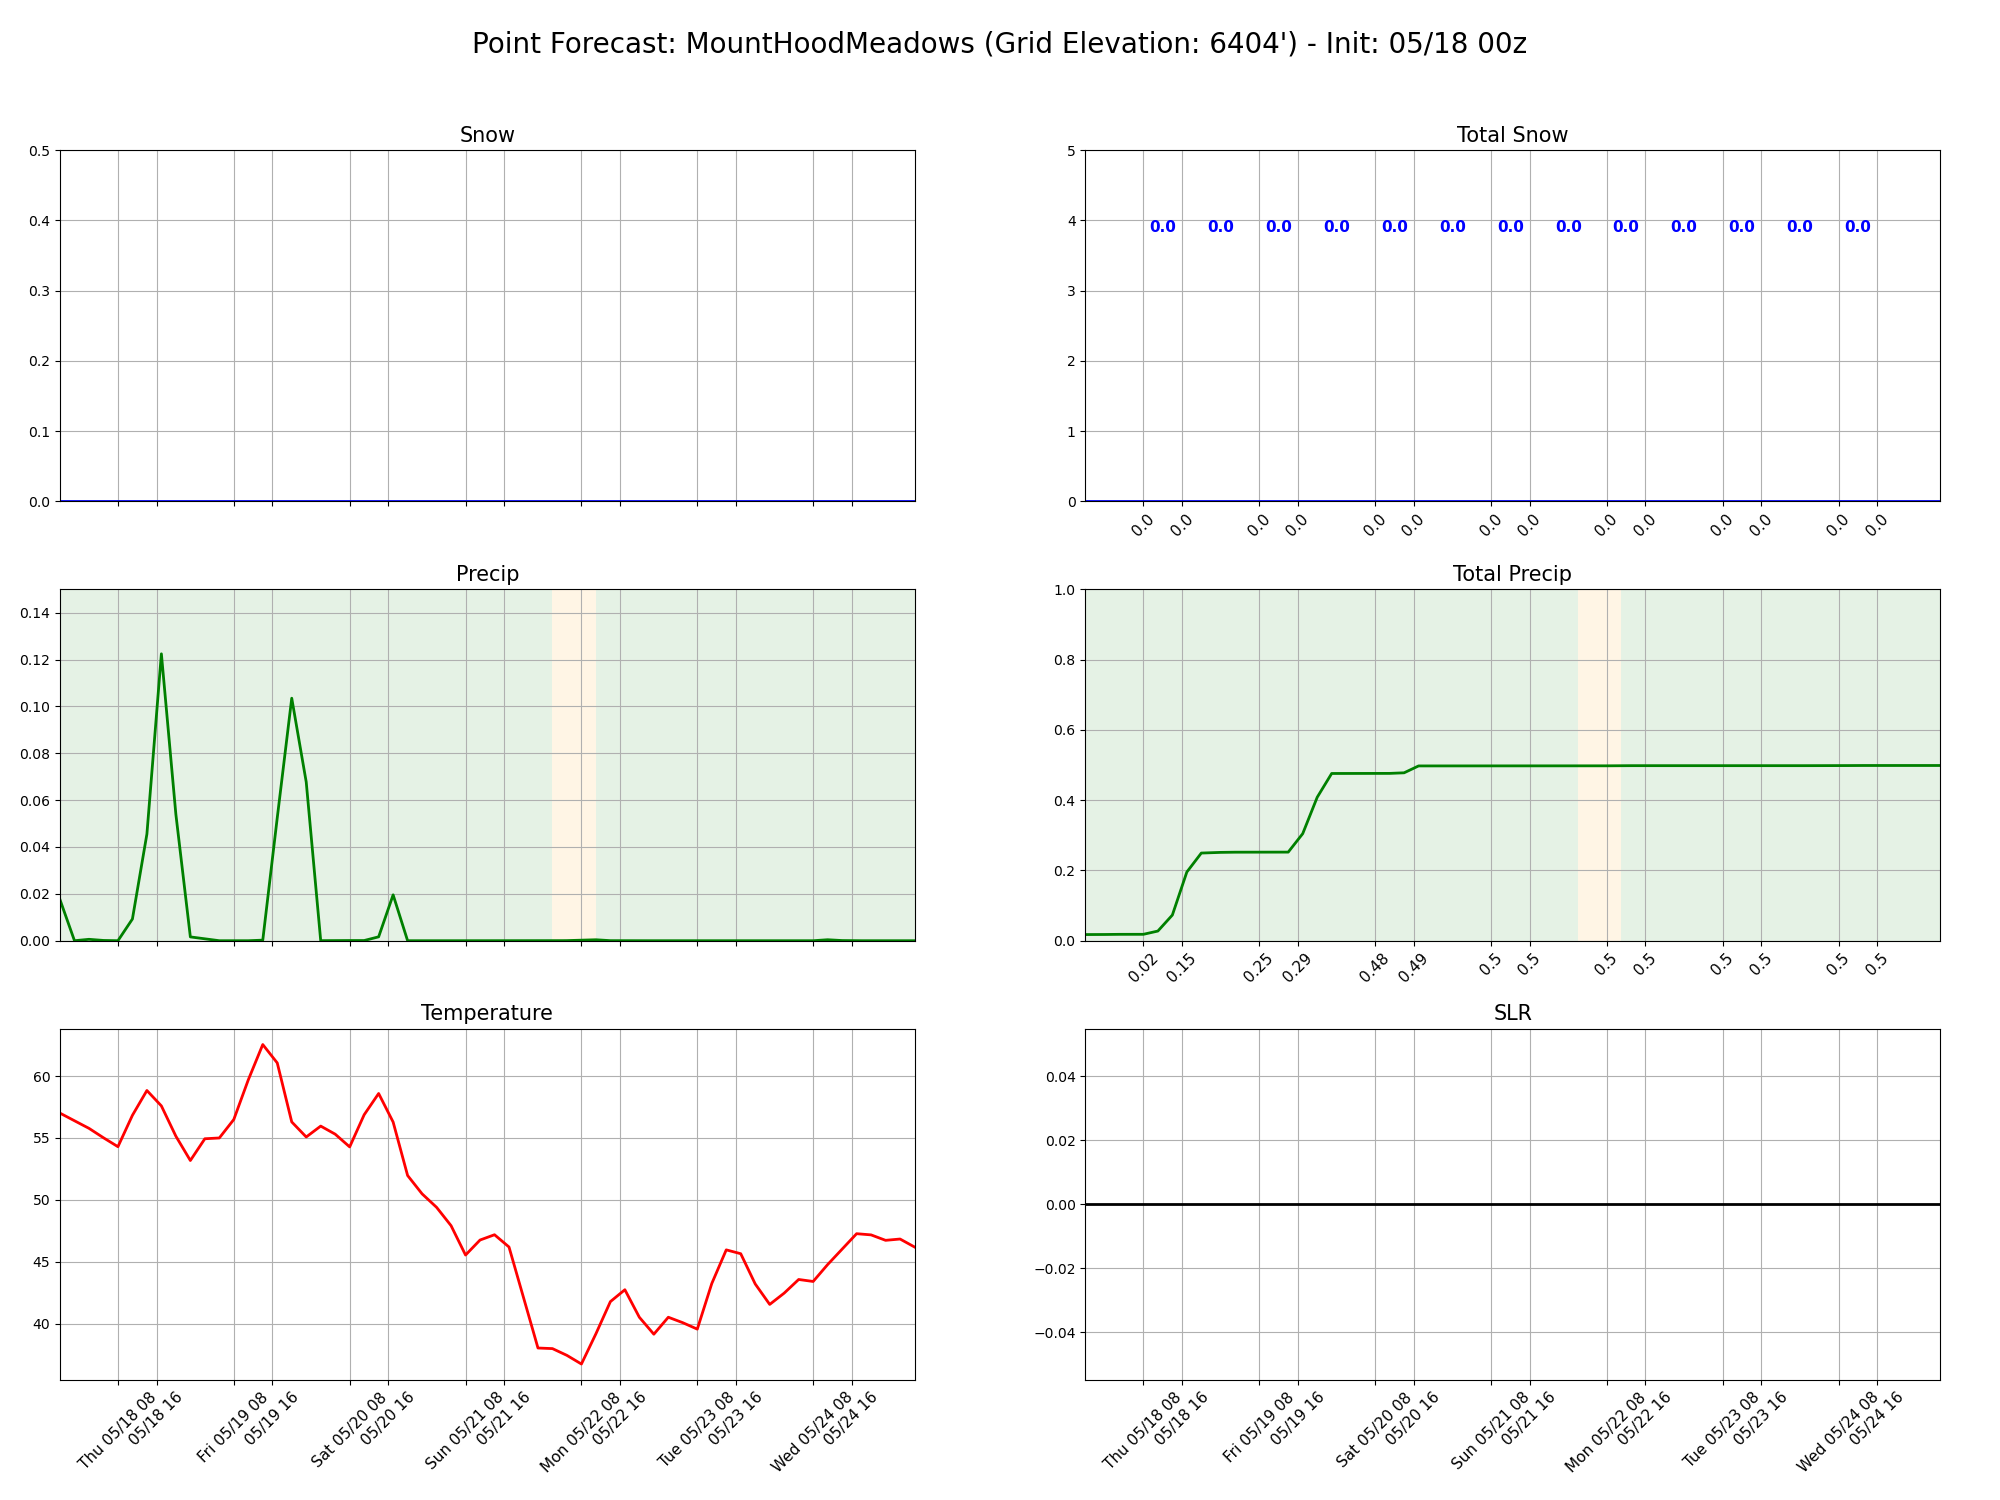 Point Forecast: MountHoodMeadows (Grid Elevation: 6404') - Init: 05/18 00z
Snow
0.5
0.4
0.3
0.2
0.1
0.0
Total Snow
5
4
3
2
1
0
0.0 0.0 0.0 0.0 0.0 0.0 0.0 0.0 0.0 0.0 0.0 0.0 0.0
0.0 0.0 0.0 0.0 0.0 0.0 0.0 0.0 0.0 0.0 0.0 0.0 0.0 0.0
Precip
0.14
0.12
0.10
0.08
0.06
0.04
0.02
0.00
Total Precip
1.0
0.8
0.6
0.4
0.2
0.0
0.02 0.15 0.25 0.29 0.48 0.49 0.5 0.5 0.5 0.5 0.5 0.5 0.5 0.5
Temperature
60
55
50
45
40
Thu 05/18 08
05/18 16
Fri 05/19 08
05/19 16
Sat 05/20 08
05/20 16
Sun 05/21 08
05/21 16
Mon 05/22 08
05/22 16
Tue 05/23 08
05/23 16
Wed 05/24 08
05/24 16
SLR
0.04
0.02
0.00
−0.02
−0.04
Thu 05/18 08
05/18 16
Fri 05/19 08
05/19 16
Sat 05/20 08
05/20 16
Sun 05/21 08
05/21 16
Mon 05/22 08
05/22 16
Tue 05/23 08
05/23 16
Wed 05/24 08
05/24 16